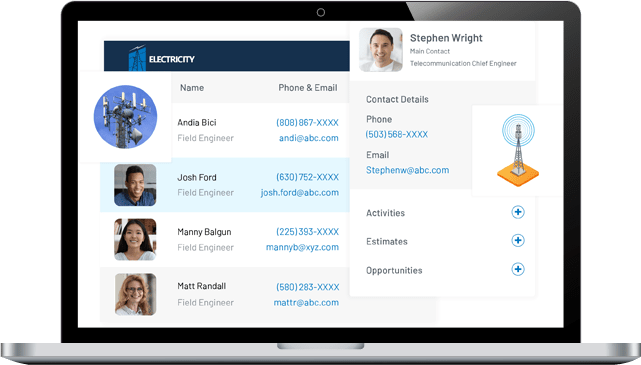 ELECTRICITY
Name Phone & Email
Andia Bici (808) 867-XXXX
Field Engineer andi@abc.com
Josh Ford (630) 752-XXXX
Field Engineer josh.ford@abc.com
Manny Balgun (225) 393-XXXX
Field Engineer mannyb@xyz.com
Matt Randall (580) 283-XXXX
Field Engineer mattr@abc.com
Stephen Wright
Main Contact
Telecommunication Chief Engineer
Contact Details
Phone
(503) 568-XXXX
Email
Stephenw@abc.com
Activities
Estimates
Opportunities